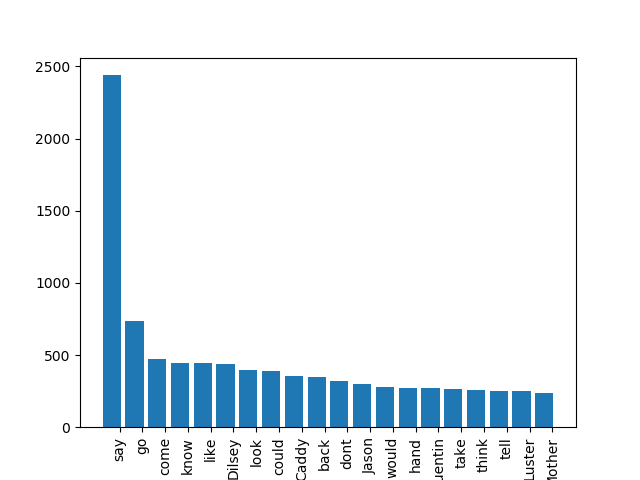 2500
2000
1500
1000
500
0
say
go
come
know
like
Dilsey
look
could
Caddy
back
dont
Jason
would
hand
uentin
take
think
tell
Luster
Mother